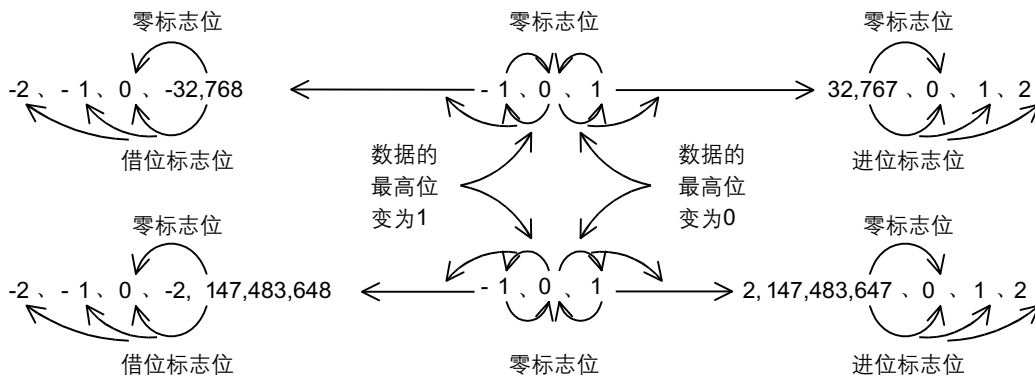 零标志位 零标志位 零标志位
-2 、 - 1 、 0 、 -32,768 - 1 、 0 、 1 32,767 、 0 、 1 、 2
借位标志位 数据的 数据的 进位标志位
最高位 最高位
变为1 变为0
零标志位 零标志位
-2 、 - 1 、 0 、 -2, 147,483,648 - 1 、 0 、 1 2, 147,483,647 、 0 、 1 、 2
借位标志位 零标志位 进位标志位